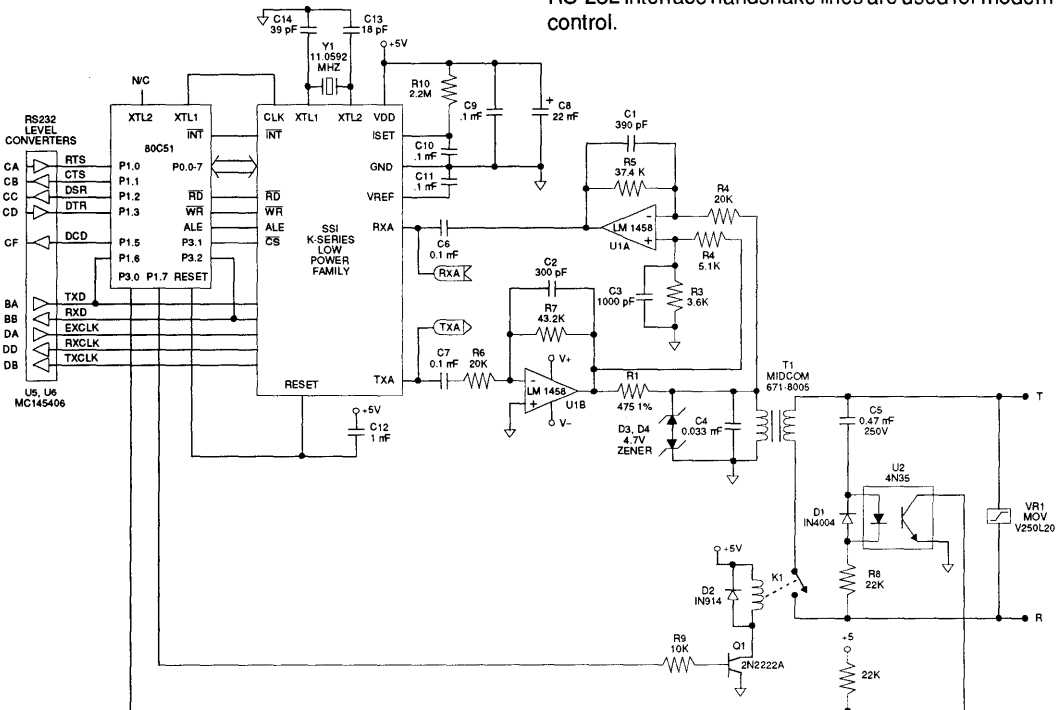 RS-232 interface handshake lines are used for modem
control.
C14
39 pF
C13
18 pF
Y1
11.0592
MHZ
+5V
N/C
R10
2.2M
C9
.1 mF
+
C8
22 mF
C1
390 pF
R5
37.4 K
R4
20K
RS232
LEVEL
CONVERTERS
XTL2
XTL1
INT
80C51
P1.0
P0.0-7
P1.1
P1.2
RD
P1.3
WR
ALE
P1.5
P3.1
P1.6
P3.2
P3.0
P1.7
RESET
CLK
XTL1
XTL2
VDD
INT
ISET
GND
VREF
RD
WR
ALE
CS
RXA
SSI
K-SERIES
LOW
POWER
FAMILY
TXA
RESET
C10
.1 mF
C11
.1 mF
CA
RTS
CB
CTS
CC
DSR
CD
DTR
CF
DCD
BA
TXD
BB
RXD
DA
EXCLK
DD
RXCLK
DB
TXCLK
U5, U6
MC145406
C6
0.1 mF
RXA
-
LM 1458
+
U1A
R4
5.1K
C3
1000 pF
R3
3.6K
C2
300 pF
R7
43.2K
TXA
C7
0.1 mF
R6
20K
V+
-
LM 1458
+
U1B
V-
R1
475 1%
D3, D4
4.7V
ZENER
C4
0.033 mF
T1
MIDCOM
671-8005
T
C5
0.47 mF
250V
U2
4N35
D1
IN4004
VR1
MOV
V250L20
+5V
C12
1 mF
+5V
D2
IN914
K1
R8
22K
R
R9
10K
Q1
2N2222A
+5
22K